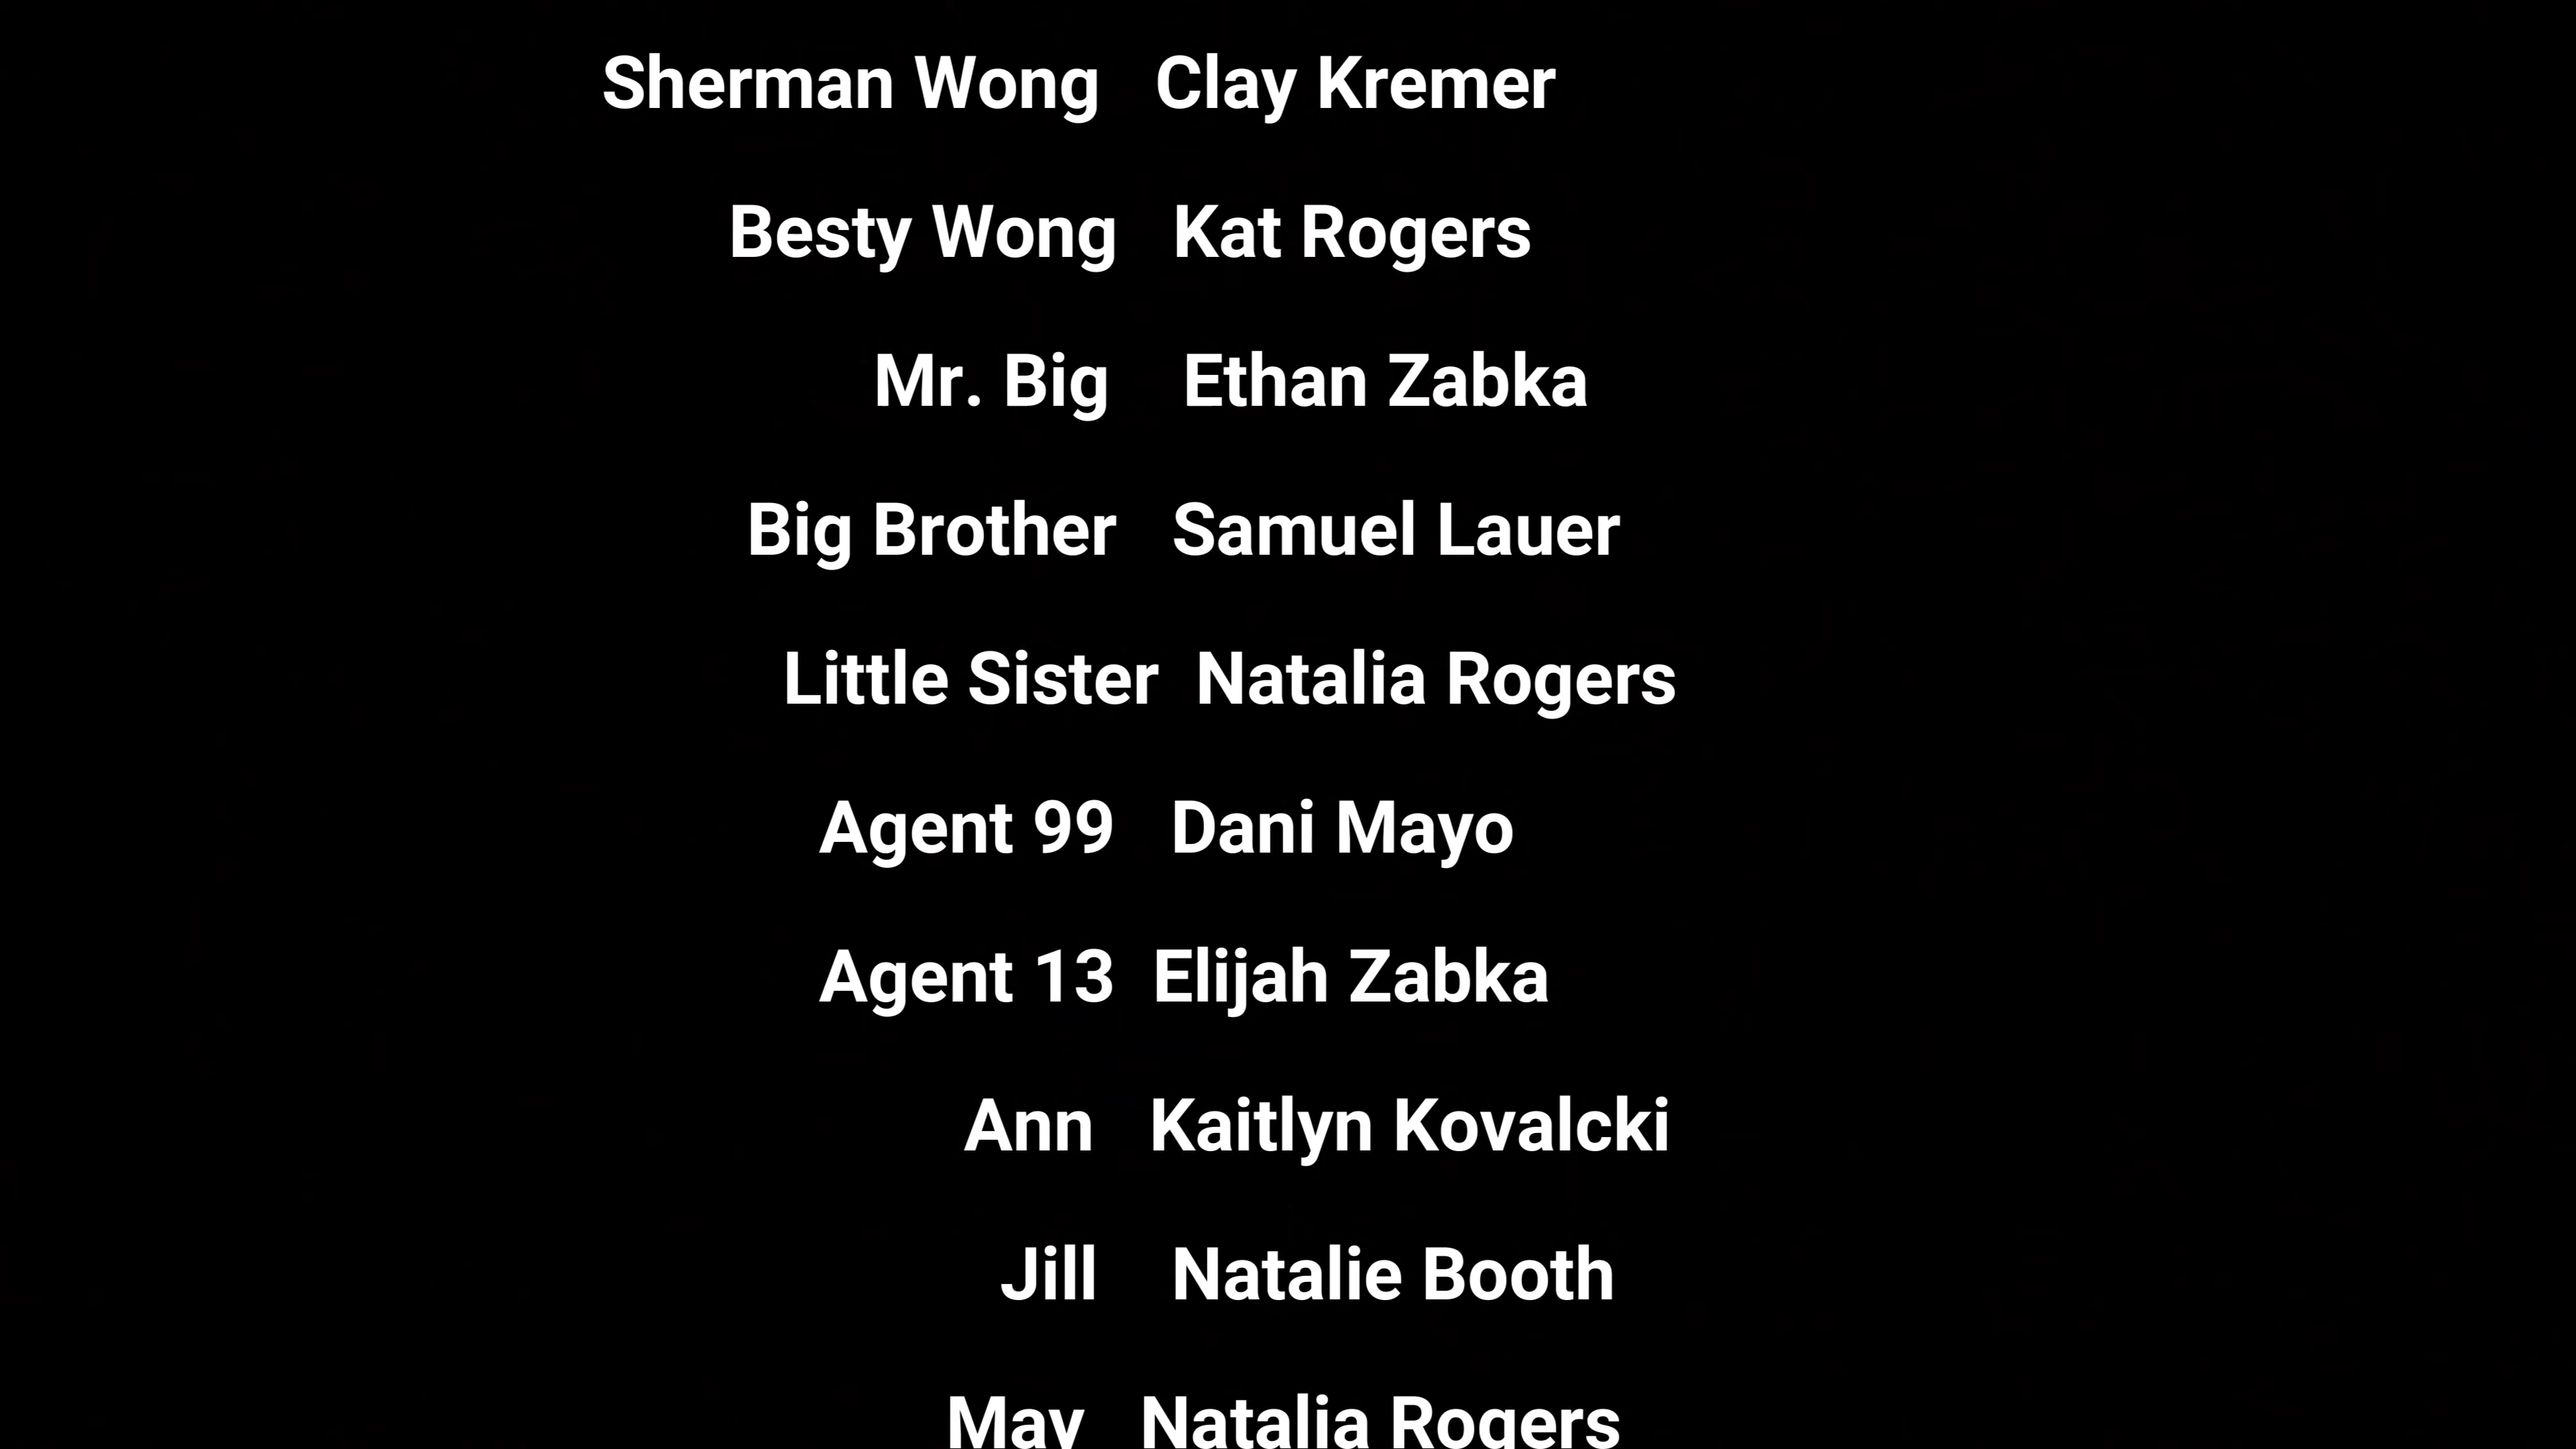 Sherman Wong Clay Kremer
Besty Wong Kat Rogers
Mr. Big Ethan Zabka
Big Brother Samuel Lauer
Little Sister Natalia Rogers
Agent 99 Dani Mayo
Agent 13 Elijah Zabka
Ann Kaitlyn Kovalcki
Jill Natalie Booth
May Natalia Rogers